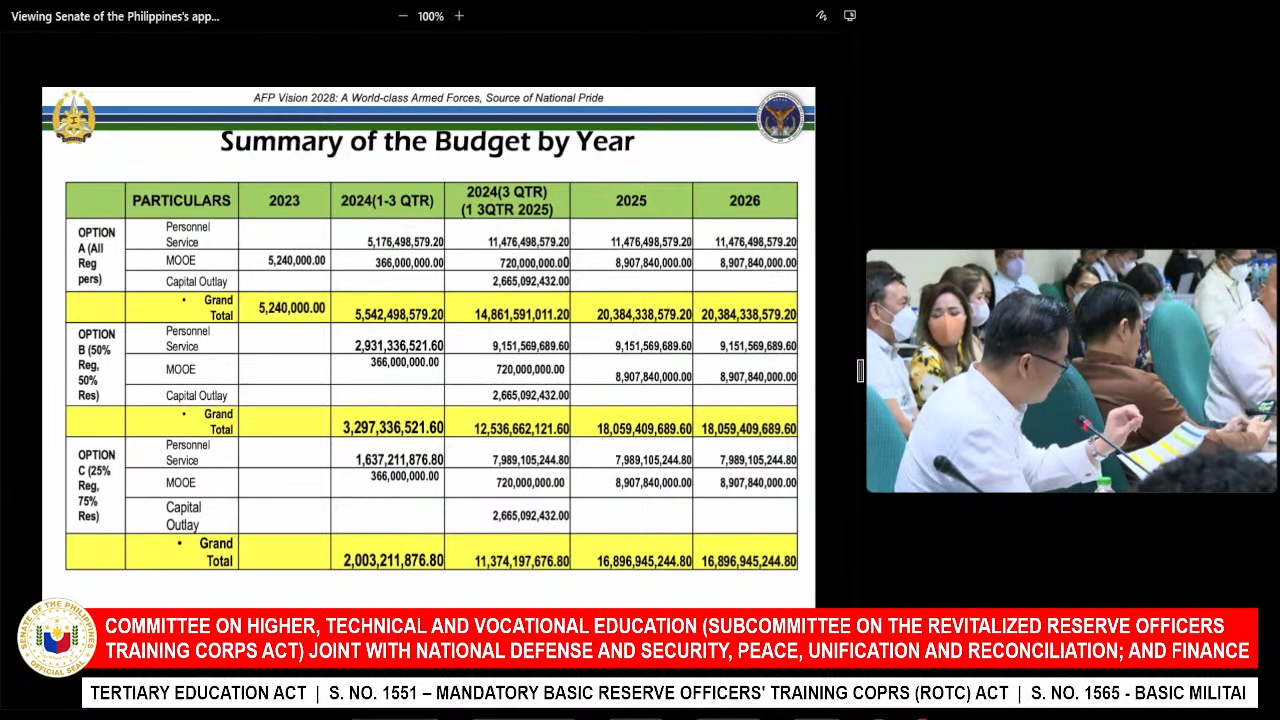 Viewing Senate of the Philippines's app...
100%
AFP Vision 2028: A World-class Armed Forces, Source of National Pride
Summary of the Budget by Year
PARTICULARS 2023 2024(1-3 QTR) 2024(3 QTR) (1 3QTR 2025) 2025 2026
OPTION A (All Reg pers)
Personnel Service 5,176,498,579.20 11,476,498,579.20 11,476,498,579.20 11,476,498,579.20
MOOE 5,240,000.00 366,000,000.00 720,000,000.00 8,907,840,000.00 8,907,840,000.00
Capital Outlay 2,665,092,432.00
• Grand Total 5,240,000.00 5,542,498,579.20 14,861,591,011.20 20,384,338,579.20 20,384,338,579.20
OPTION B (50% Reg, 50% Res)
Personnel Service 2,931,336,521.60 9,151,569,689.60 9,151,569,689.60 9,151,569,689.60
MOOE 366,000,000.00 720,000,000.00 8,907,840,000.00 8,907,840,000.00
Capital Outlay 2,665,092,432.00
• Grand Total 3,297,336,521.60 12,536,662,121.60 18,059,409,689.60 18,059,409,689.60
OPTION C (25% Reg, 75% Res)
Personnel Service 1,637,211,876.80 7,989,105,244.80 7,989,105,244.80 7,989,105,244.80
MOOE 366,000,000.00 720,000,000.00 8,907,840,000.00 8,907,840,000.00
Capital Outlay 2,665,092,432.00
• Grand Total 2,003,211,876.80 11,374,197,676.80 16,896,945,244.80 16,896,945,244.80
SENATE OF THE PHILIPPINES
OFFICIAL SEAL
COMMITTEE ON HIGHER, TECHNICAL AND VOCATIONAL EDUCATION (SUBCOMMITTEE ON THE REVITALIZED RESERVE OFFICERS
TRAINING CORPS ACT) JOINT WITH NATIONAL DEFENSE AND SECURITY, PEACE, UNIFICATION AND RECONCILIATION; AND FINANCE
TERTIARY EDUCATION ACT | S. NO. 1551 – MANDATORY BASIC RESERVE OFFICERS' TRAINING COPRS (ROTC) ACT | S. NO. 1565 - BASIC MILITAI